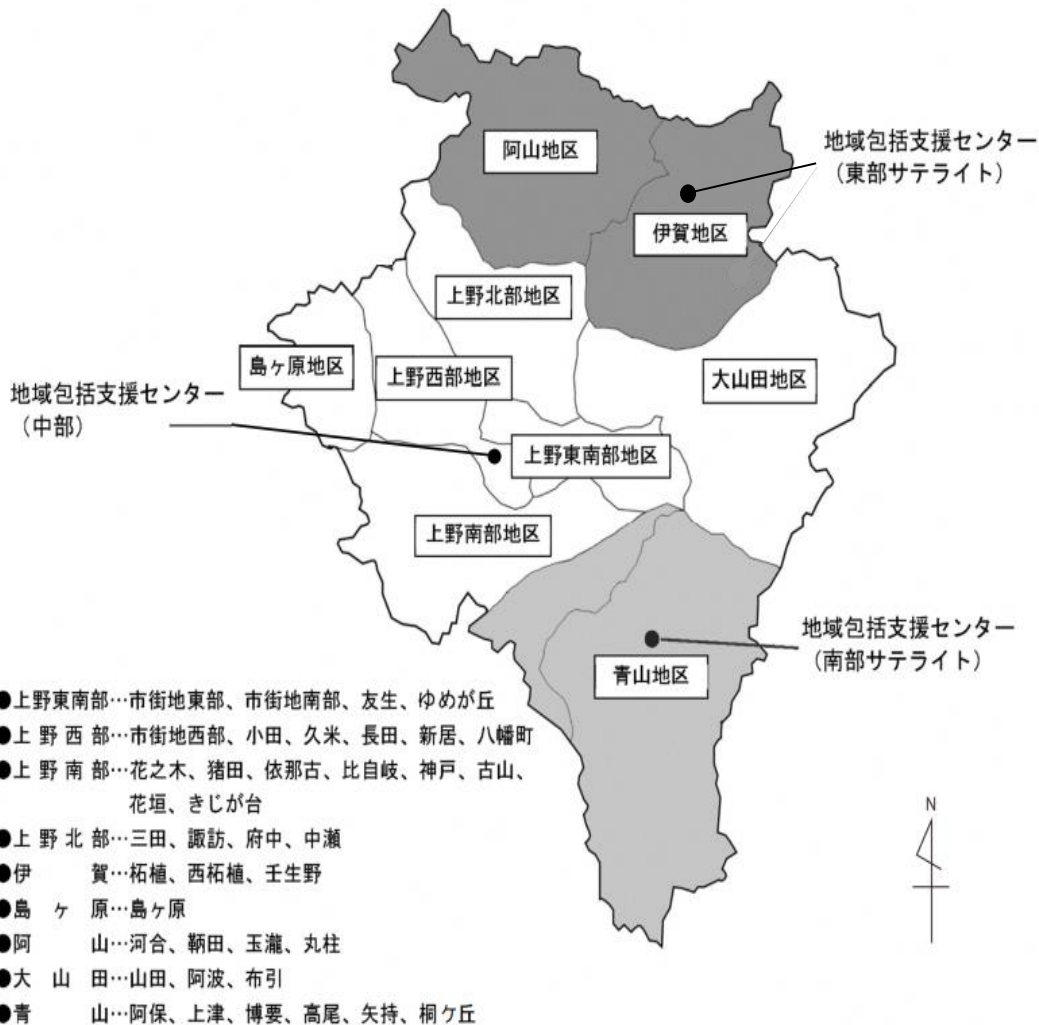 阿山地区
地域包括支援センター
（東部サテライト）
伊賀地区
上野北部地区
島ヶ原地区
上野西部地区
大山田地区
地域包括支援センター
（中部）
上野東南部地区
上野南部地区
地域包括支援センター
（南部サテライト）
青山地区
●上野東南部…市街地東部、市街地南部、友生、ゆめが丘
●上野西部…市街地西部、小田、久米、長田、新居、八幡町
●上野南部…花之木、猪田、依那古、比自岐、神戸、古山、
花垣、きじが台
●上野北部…三田、諏訪、府中、中瀬
●伊賀…柘植、西柘植、壬生野
●島ヶ原…島ヶ原
●阿山…河合、鞆田、玉瀧、丸柱
●大山田…山田、阿波、布引
●青山…阿保、上津、博要、高尾、矢持、桐ケ丘
N